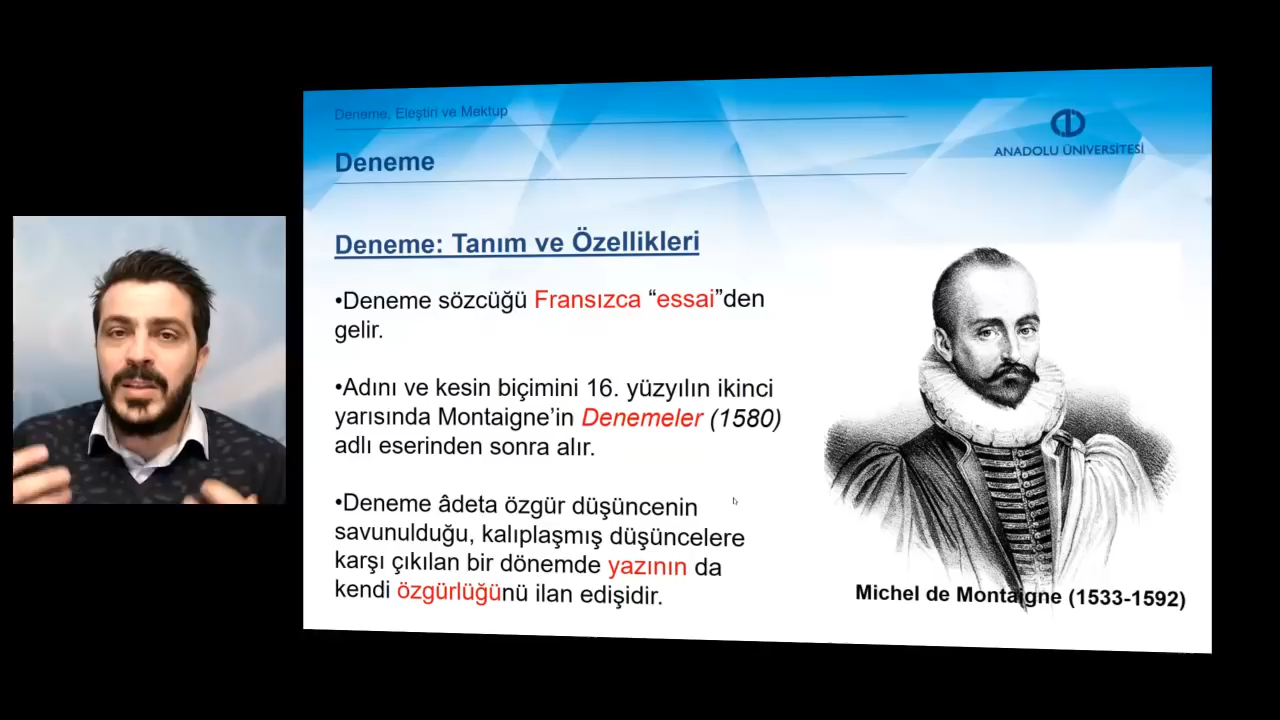 Deneme, Eleştiri ve Mektup
ANADOLU ÜNİVERSİTESİ
Deneme
Deneme: Tanım ve Özellikleri
•Deneme sözcüğü Fransızca “essai”den
gelir.
•Adını ve kesin biçimini 16. yüzyılın ikinci
yarısında Montaigne’in Denemeler (1580)
adlı eserinden sonra alır.
•Deneme âdeta özgür düşüncenin
savunulduğu, kalıplaşmış düşüncelere
karşı çıkılan bir dönemde yazının da
kendi özgürlüğünü ilan edişidir.
Michel de Montaigne (1533-1592)